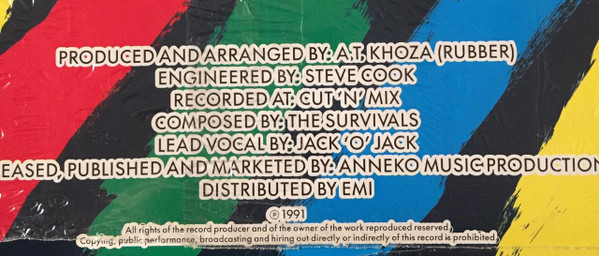 PRODUCED AND ARRANGED BY: A.T. KHOZA (RUBBER)
ENGINEERED BY: STEVE COOK
RECORDED AT: CUT 'N' MIX
COMPOSED BY: THE SURVIVALS
LEAD VOCAL BY: JACK 'O' JACK
EASED, PUBLISHED AND MARKETED BY: ANNEKO MUSIC PRODUCTION
DISTRIBUTED BY EMI
℗ 1991
All rights of the record producer and of the owner of the work reproduced reserved.
Copying, public performance, broadcasting and hiring out directly or indirectly of this record is prohibited.